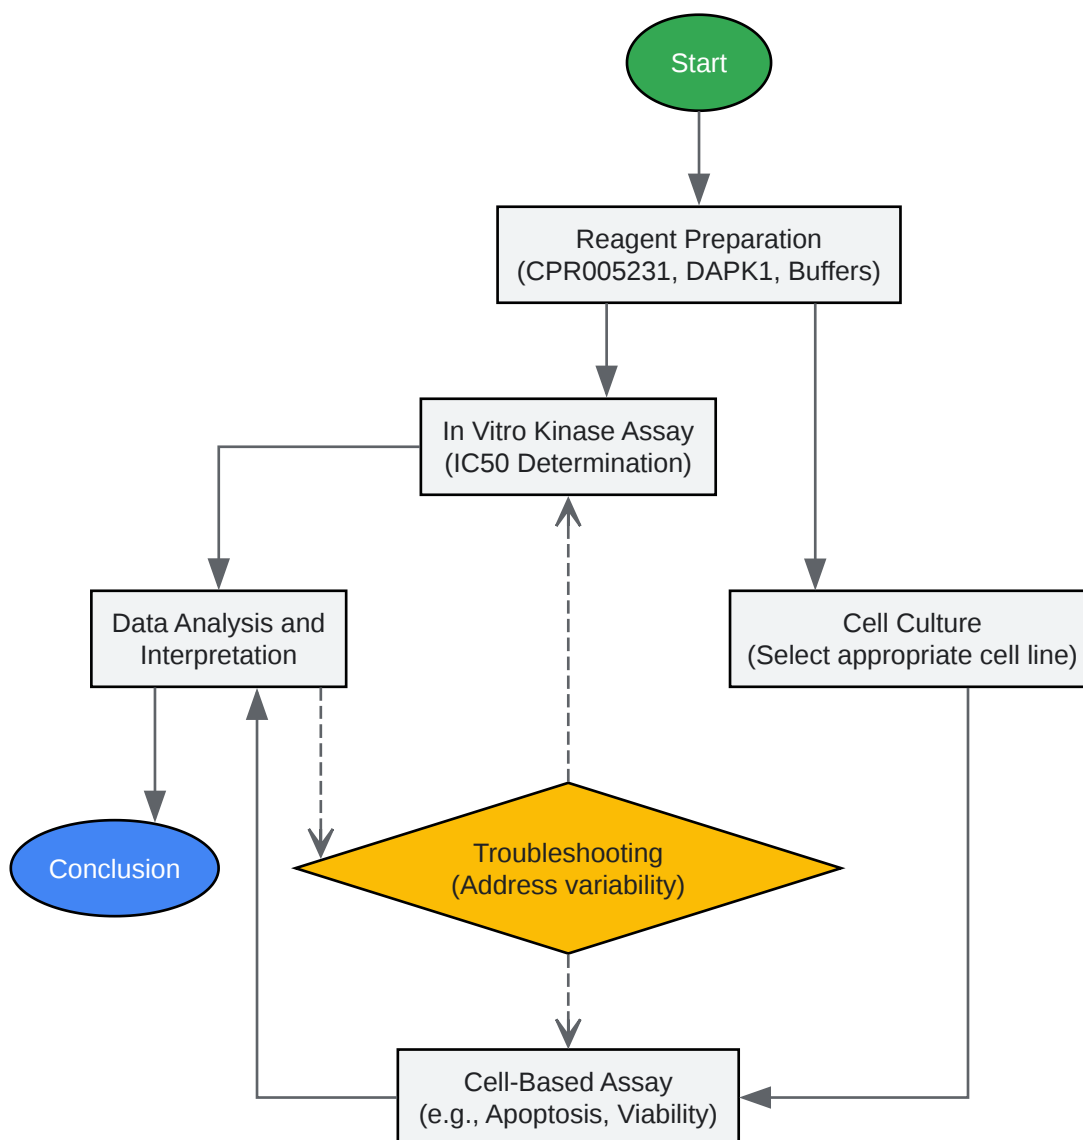 Start
Reagent Preparation
(CPR005231, DAPK1, Buffers)
In Vitro Kinase Assay
(IC50 Determination)
Data Analysis and
Interpretation
Cell Culture
(Select appropriate cell line)
Conclusion
Troubleshooting
(Address variability)
Cell-Based Assay
(e.g., Apoptosis, Viability)